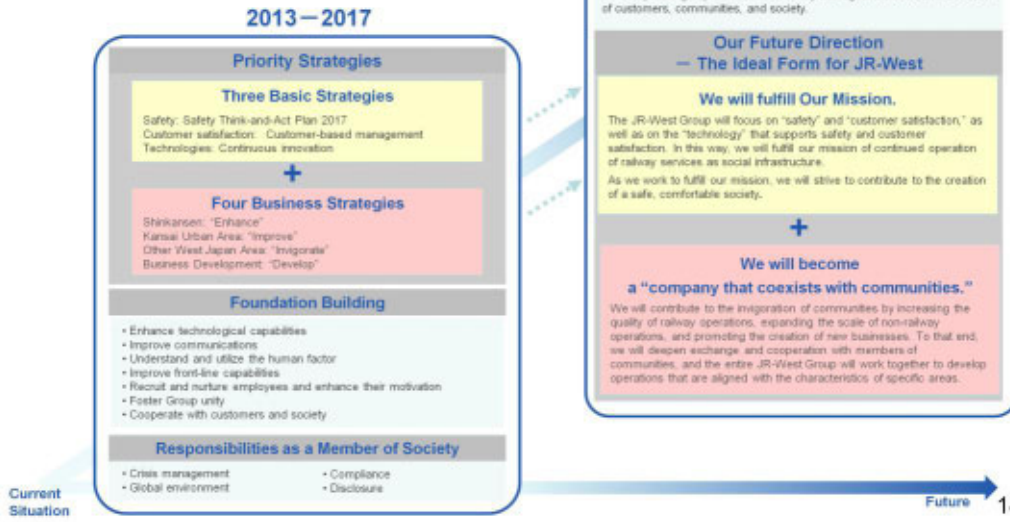 2013－2017
Priority Strategies
Three Basic Strategies
Safety: Safety Think-and-Act Plan 2017
Customer satisfaction: Customer-based management
Technologies: Continuous innovation
+
Four Business Strategies
Shinkansen: "Enhance"
Kansai Urban Area: "Improve"
Other West Japan Area: "Invigorate"
Business Development: "Develop"
Foundation Building
• Enhance technological capabilities
• Improve communications
• Understand and utilize the human factor
• Improve front-line capabilities
• Recruit and nurture employees and enhance their motivation
• Foster Group unity
• Cooperate with customers and society
Responsibilities as a Member of Society
• Crisis management
• Global environment
• Compliance
• Disclosure
of customers, communities, and society.
Our Future Direction
— The Ideal Form for JR-West
We will fulfill Our Mission.
The JR-West Group will focus on "safety" and "customer satisfaction," as
well as on the "technology" that supports safety and customer
satisfaction. In this way, we will fulfill our mission of continued operation
of railway services as social infrastructure.
As we work to fulfill our mission, we will strive to contribute to the creation
of a safe, comfortable society.
+
We will become
a "company that coexists with communities."
We will contribute to the invigoration of communities by increasing the
quality of railway operations, expanding the scale of non-railway
operations, and promoting the creation of new businesses. To that end,
we will deepen exchange and cooperation with members of
communities, and the entire JR-West Group will work together to develop
operations that are aligned with the characteristics of specific areas.
Current
Situation
Future